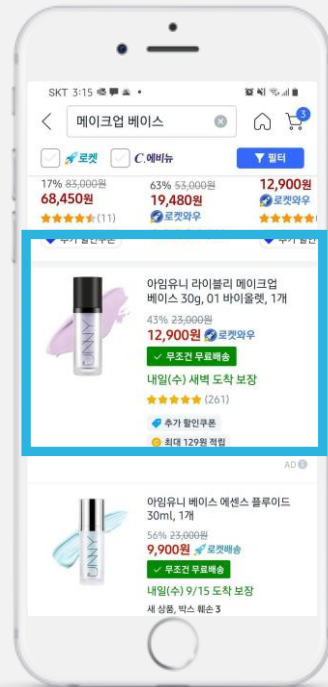 SKT 3:15
메이크업 베이스
3
로켓
C.에비뉴
필터
17% 83,000원
63% 53,000원
12,900원
68,450원
19,480원
로켓와우
(11)
로켓와우
추가 할인쿠폰
추가 할인
아임유니 라이블리 메이크업
베이스 30g, 01 바이올렛, 1개
43% 23,000원
12,900원 로켓와우
무조건 무료배송
내일(수) 새벽 도착 보장
(261)
추가 할인쿠폰
최대 129원 적립
UNNY
AD
아임유니 베이스 에센스 플루이드
30ml, 1개
56% 23,000원
9,900원 로켓배송
무조건 무료배송
내일(수) 9/15 도착 보장
새 상품, 박스 훼손 3
UNNY